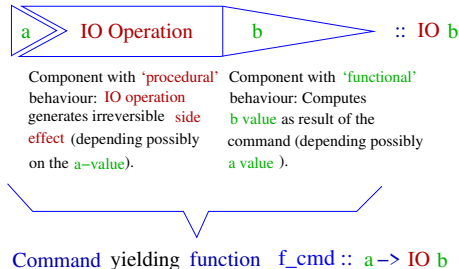 a IO Operation b :: IO b
Component with ‘procedural’
behaviour: IO operation
generates irreversible side
effect (depending possibly
on the a−value).
Component with ‘functional’
behaviour: Computes
b value as result of the
command (depending possibly
a value ).
Command yielding function f_cmd :: a −> IO b